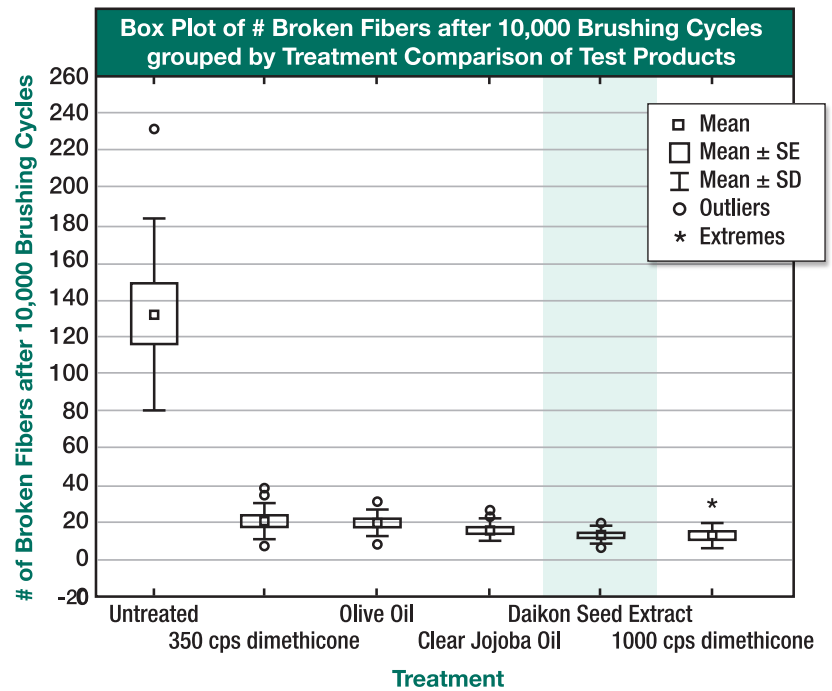 Box Plot of # Broken Fibers after 10,000 Brushing Cycles
grouped by Treatment Comparison of Test Products
# of Broken Fibers after 10,000 Brushing Cycles
260
240
220
200
180
160
140
120
100
80
60
40
20
0
-20
0
Mean
Mean ± SE
Mean ± SD
Outliers
Extremes
Untreated
Olive Oil
Daikon Seed Extract
350 cps dimethicone
Clear Jojoba Oil
1000 cps dimethicone
Treatment